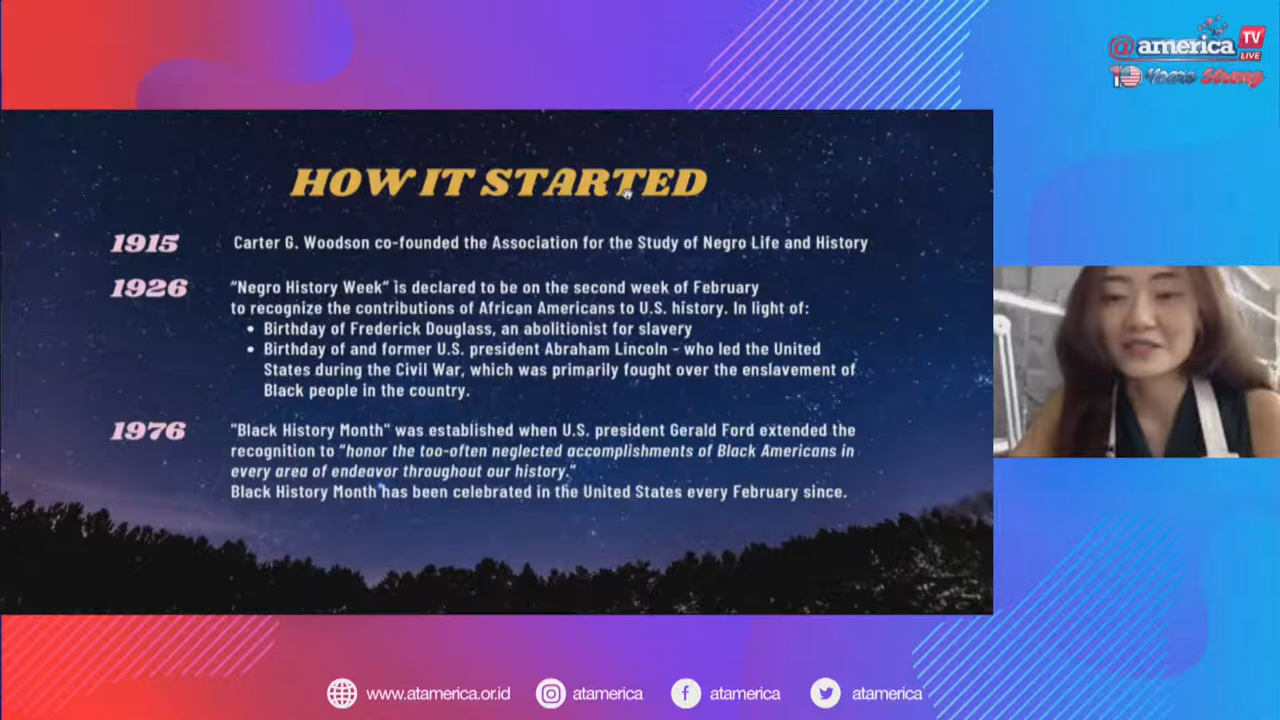 @america TV
LIVE
10 Years Strong
HOW IT STARTED
1915 Carter G. Woodson co-founded the Association for the Study of Negro Life and History
1926 "Negro History Week" is declared to be on the second week of February
to recognize the contributions of African Americans to U.S. history. In light of:
• Birthday of Frederick Douglass, an abolitionist for slavery
• Birthday of and former U.S. president Abraham Lincoln - who led the United
States during the Civil War, which was primarily fought over the enslavement of
Black people in the country.
1976 "Black History Month" was established when U.S. president Gerald Ford extended the
recognition to "honor the too-often neglected accomplishments of Black Americans in
every area of endeavor throughout our history."
Black History Month has been celebrated in the United States every February since.
www.atamerica.or.id atamerica atamerica atamerica